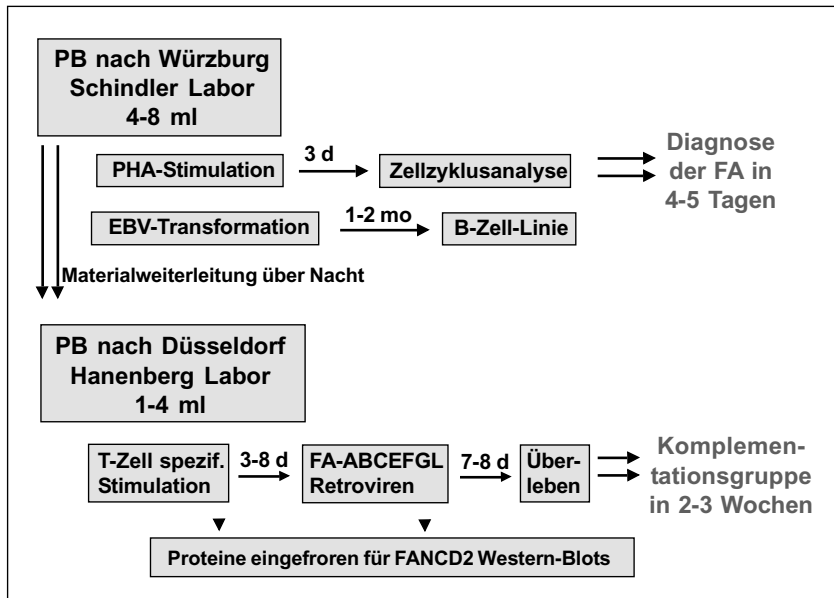 PB nach Würzburg
Schindler Labor
4-8 ml
PHA-Stimulation
3 d
Zellzyklusanalyse
Diagnose
der FA in
4-5 Tagen
EBV-Transformation
1-2 mo
B-Zell-Linie
Materialweiterleitung über Nacht
PB nach Düsseldorf
Hanenberg Labor
1-4 ml
T-Zell spezif.
Stimulation
3-8 d
FA-ABCEFGL
Retroviren
7-8 d
Über-
leben
Komplemen-
tationsgruppe
in 2-3 Wochen
Proteine eingefroren für FANCD2 Western-Blots